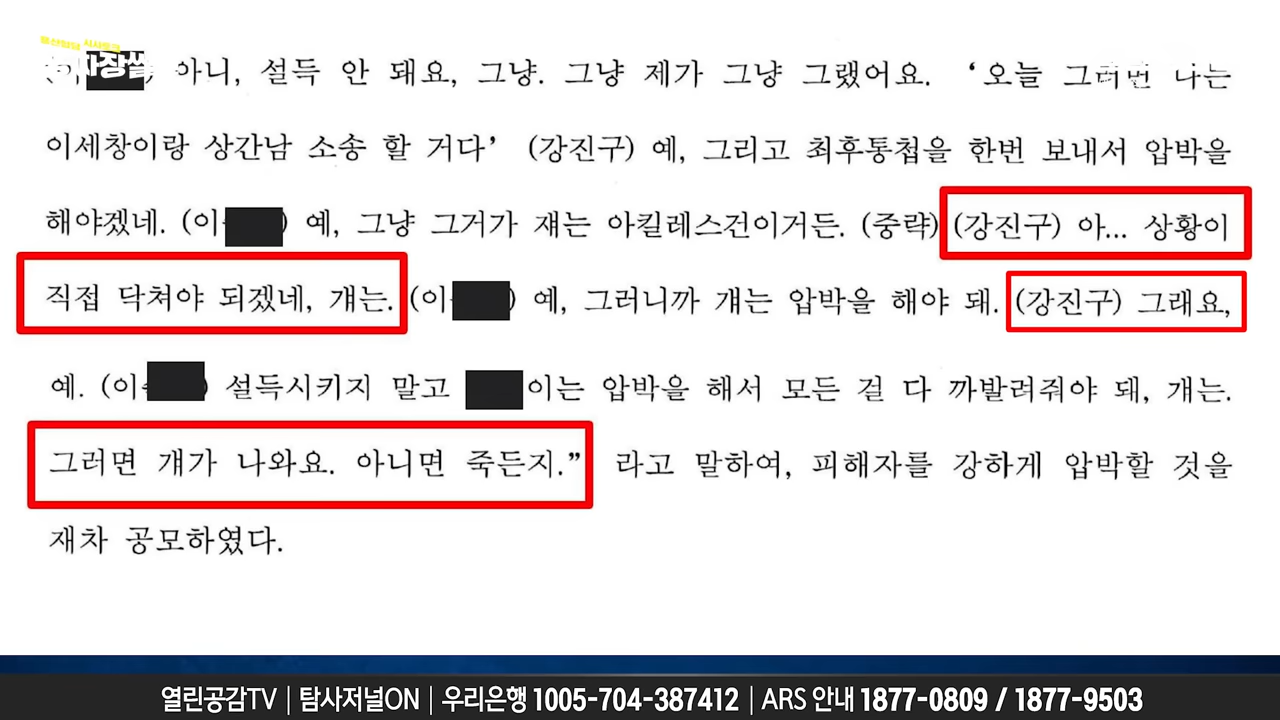 아니, 설득 안 돼요, 그냥. 그냥 제가 그냥 그랬어요. ‘오늘 그러면 나는
이세창이랑 상간남 소송 할 거다’ (강진구) 예, 그리고 최후통첩을 한번 보내서 압박을
해야겠네. (이 ) 예, 그냥 그거가 쟤는 아킬레스건이거든. (중략) (강진구) 아... 상황이
직접 닥쳐야 되겠네, 걔는. (이 ) 예, 그러니까 걔는 압박을 해야 돼. (강진구) 그래요,
예. (이 ) 설득시키지 말고 이는 압박을 해서 모든 걸 다 까발려줘야 돼, 걔는.
그러면 걔가 나와요. 아니면 죽든지.” 라고 말하여, 피해자를 강하게 압박할 것을
재차 공모하였다.
열린공감TV | 탐사저널ON | 우리은행 1005-704-387412 | ARS 안내 1877-0809 / 1877-9503